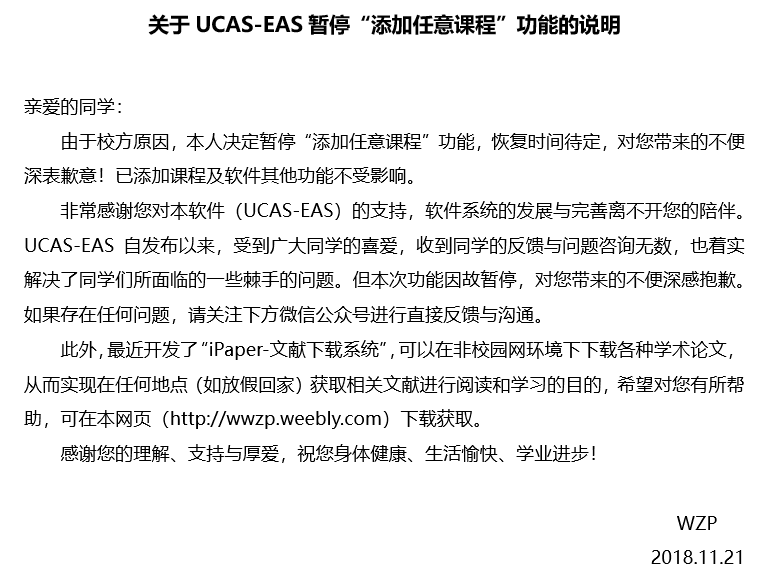 关于 UCAS-EAS 暂停“添加任意课程”功能的说明
亲爱的同学：
由于校方原因，本人决定暂停“添加任意课程”功能，恢复时间待定，对您带来的不便
深表歉意！已添加课程及软件其他功能不受影响。
非常感谢您对本软件（UCAS-EAS）的支持，软件系统的发展与完善离不开您的陪伴。
UCAS-EAS 自发布以来，受到广大同学的喜爱，收到同学的反馈与问题咨询无数，也着实
解决了同学们所面临的一些棘手的问题。但本次功能因故暂停，对您带来的不便深感抱歉。
如果存在任何问题，请关注下方微信公众号进行直接反馈与沟通。
此外，最近开发了“iPaper-文献下载系统”，可以在非校园网环境下下载各种学术论文，
从而实现在任何地点（如放假回家）获取相关文献进行阅读和学习的目的，希望对您有所帮
助，可在本网页（http://wwzp.weebly.com）下载获取。
感谢您的理解、支持与厚爱，祝您身体健康、生活愉快、学业进步！
WZP
2018.11.21